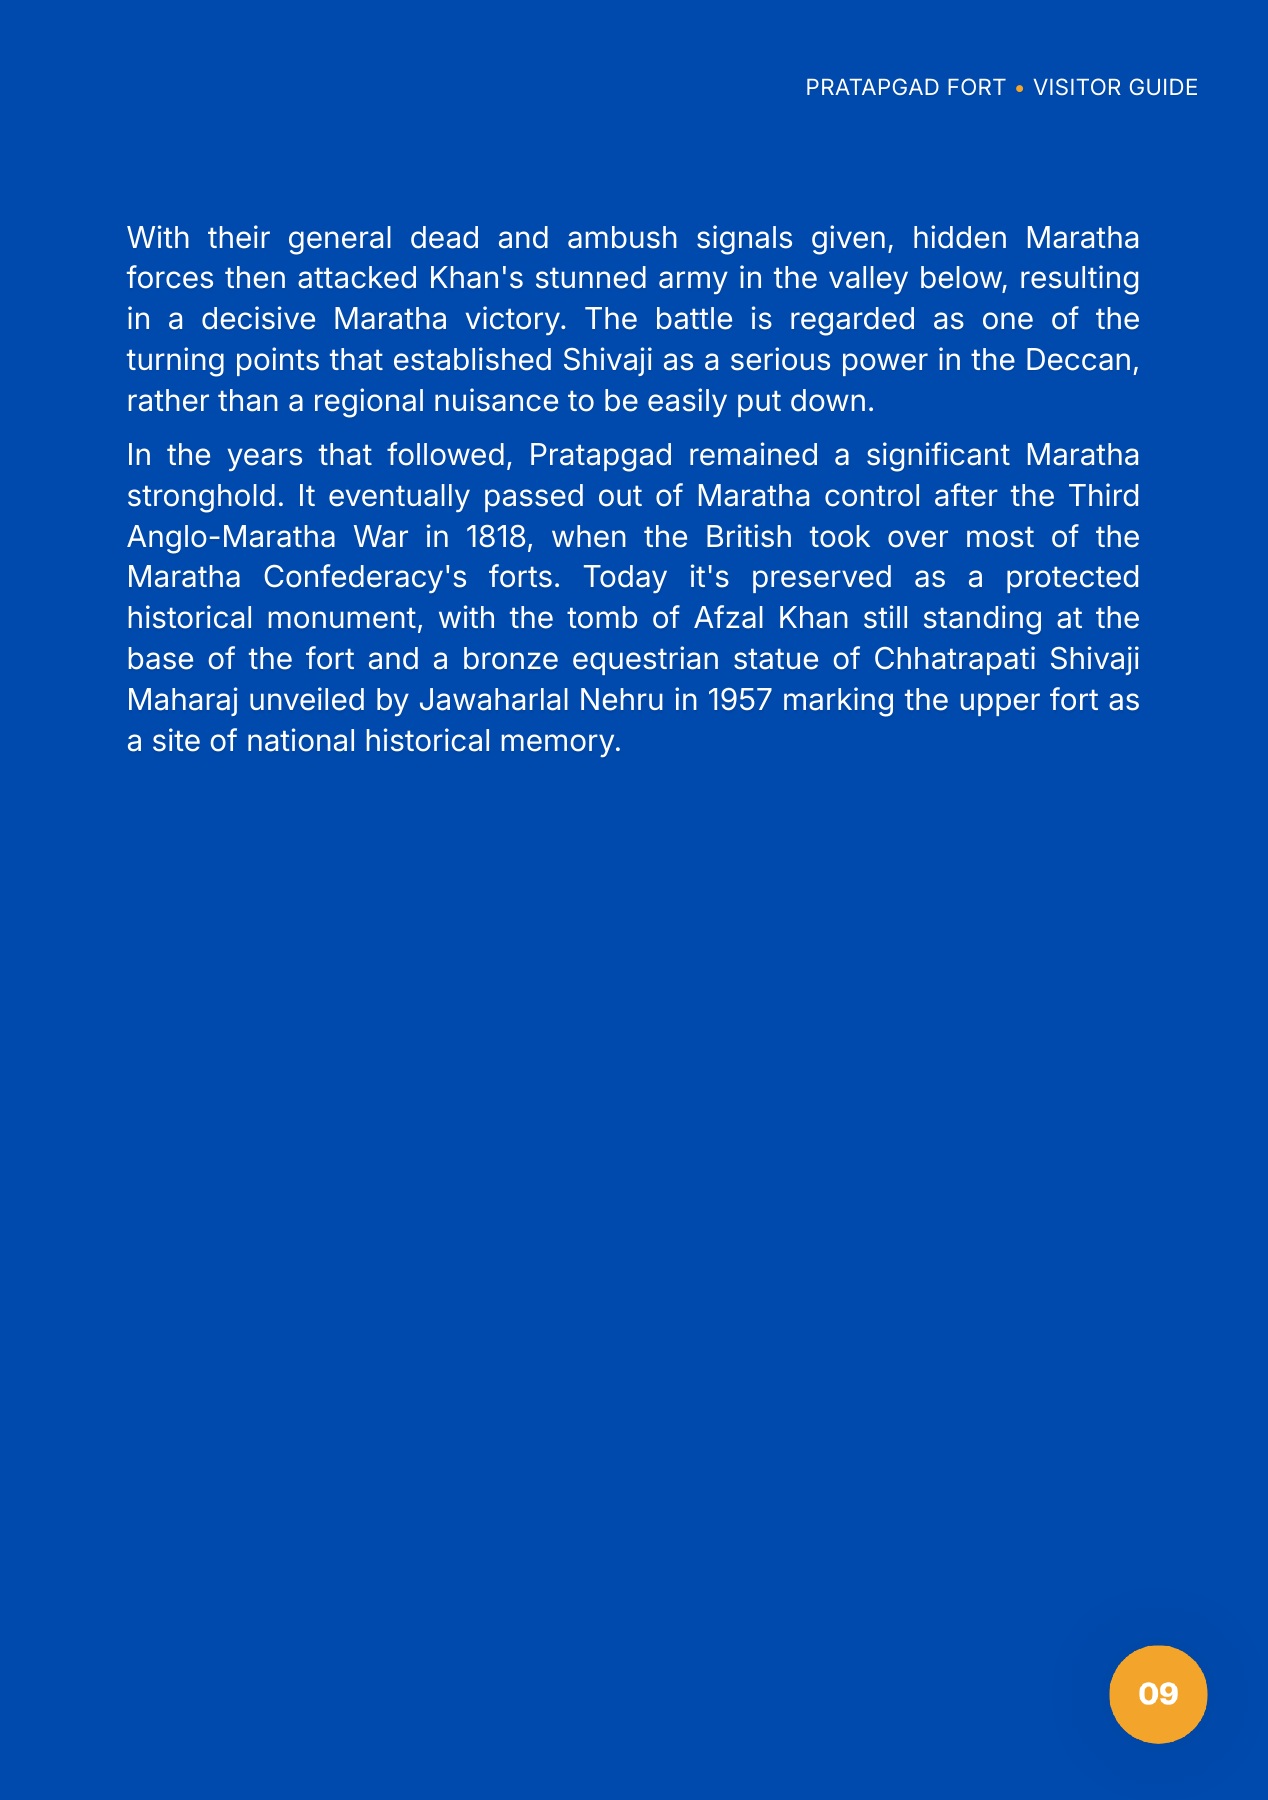 PRATAPGAD FORT • VISITOR GUIDE
With their general dead and ambush signals given, hidden Maratha
forces then attacked Khan's stunned army in the valley below, resulting
in a decisive Maratha victory. The battle is regarded as one of the
turning points that established Shivaji as a serious power in the Deccan,
rather than a regional nuisance to be easily put down.
In the years that followed, Pratapgad remained a significant Maratha
stronghold. It eventually passed out of Maratha control after the Third
Anglo-Maratha War in 1818, when the British took over most of the
Maratha Confederacy's forts. Today it's preserved as a protected
historical monument, with the tomb of Afzal Khan still standing at the
base of the fort and a bronze equestrian statue of Chhatrapati Shivaji
Maharaj unveiled by Jawaharlal Nehru in 1957 marking the upper fort as
a site of national historical memory.
09